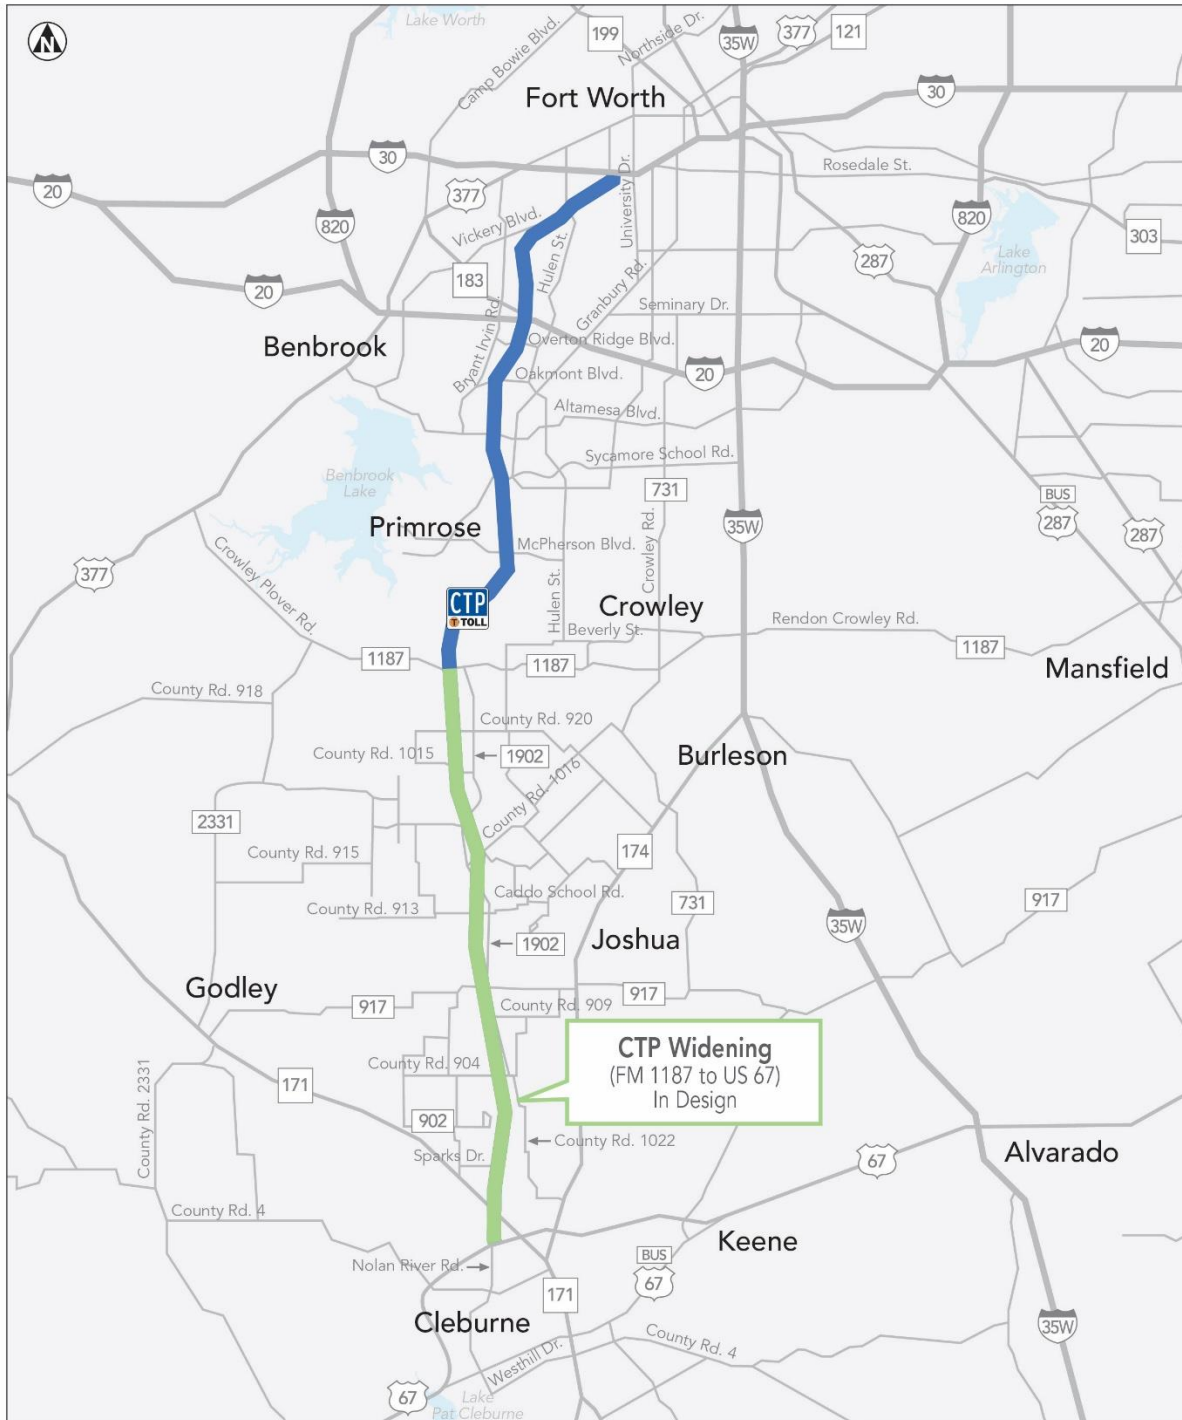 N
Lake Worth
Camp Bowie Blvd.
199
Northside Dr.
35W
377
121
Fort Worth
30
30
Rosedale St.
20
377
University Dr.
820
Vickery Blvd.
Hulen St.
820
303
183
287
Lake
Arlington
20
Granbury Rd.
Seminary Dr.
Benbrook
Bryant Irvin Rd.
Overton Ridge Blvd.
20
Oakmont Blvd.
20
Altamesa Blvd.
Sycamore School Rd.
Benbrook
Lake
731
BUS
287
287
Primrose
35W
McPherson Blvd.
Crowley Rd.
377
Crowley Plover Rd.
CTP
T TOLL
Hulen St.
Crowley
Beverly St.
Rendon Crowley Rd.
1187
1187
1187
Mansfield
County Rd. 918
County Rd. 920
County Rd. 1015
1902
Burleson
County Rd. 1016
2331
174
County Rd. 915
Caddo School Rd.
County Rd. 913
731
917
35W
1902
Joshua
Godley
917
917
County Rd. 909
CTP Widening
(FM 1187 to US 67)
In Design
County Rd. 904
171
County Rd. 2331
902
County Rd. 1022
Sparks Dr.
67
Alvarado
County Rd. 4
Keene
Nolan River Rd.
BUS
67
171
Cleburne
35W
County Rd. 4
Westhill Dr.
67
Lake
Pat Cleburne